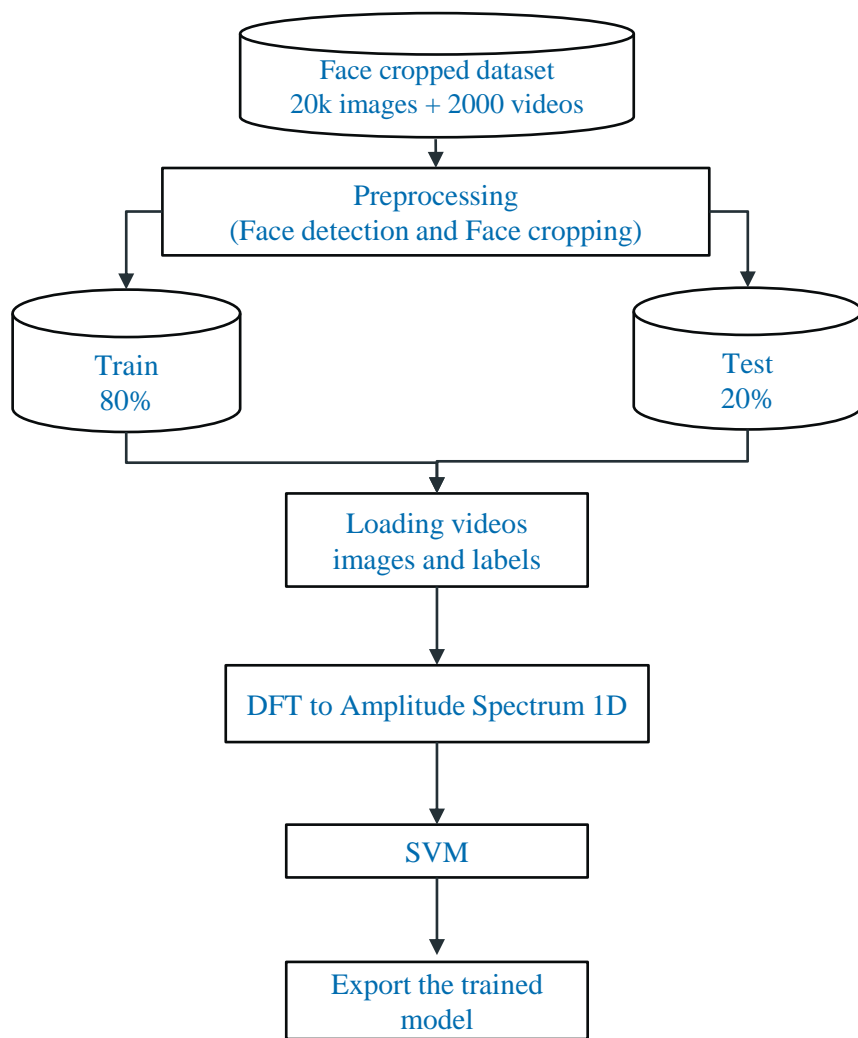 Face cropped dataset
20k images + 2000 videos
Preprocessing
(Face detection and Face cropping)
Train
80%
Test
20%
Loading videos
images and labels
DFT to Amplitude Spectrum 1D
SVM
Export the trained
model